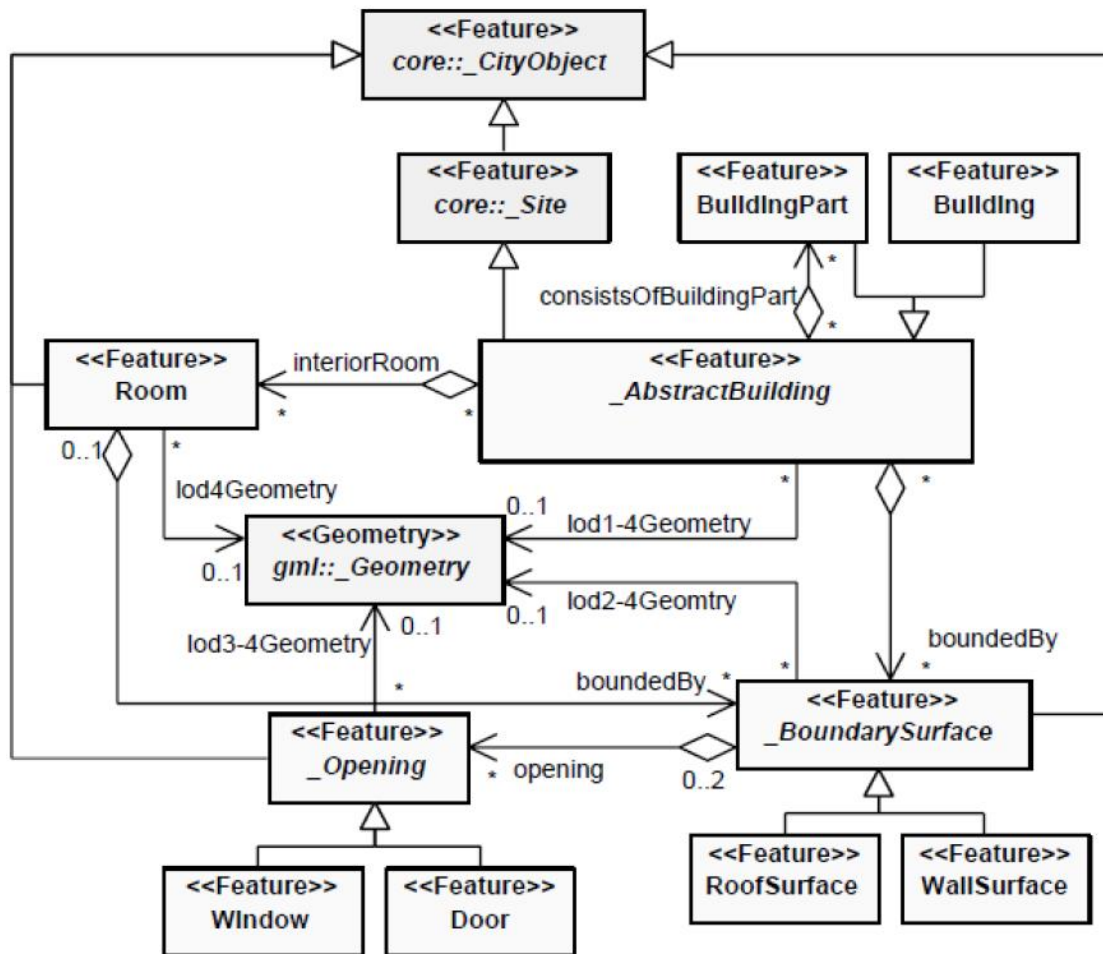 <<Feature>>
core::_CityObject
<<Feature>>
core::_Site
<<Feature>>
BuildingPart
<<Feature>>
Building
consistsOfBuildingPart
*
*
<<Feature>>
Room
interiorRoom
*
*
<<Feature>>
_AbstractBuilding
0..1
*
lod4Geometry
0..1
*
lod1-4Geometry
0..1
*
<<Geometry>>
gml::_Geometry
0..1
lod2-4Geomtry
*
lod3-4Geometry
0..1
*
boundedBy
*
boundedBy
*
<<Feature>>
_Opening
*
opening
0..2
<<Feature>>
_BoundarySurface
<<Feature>>
Window
<<Feature>>
Door
<<Feature>>
RoofSurface
<<Feature>>
WallSurface